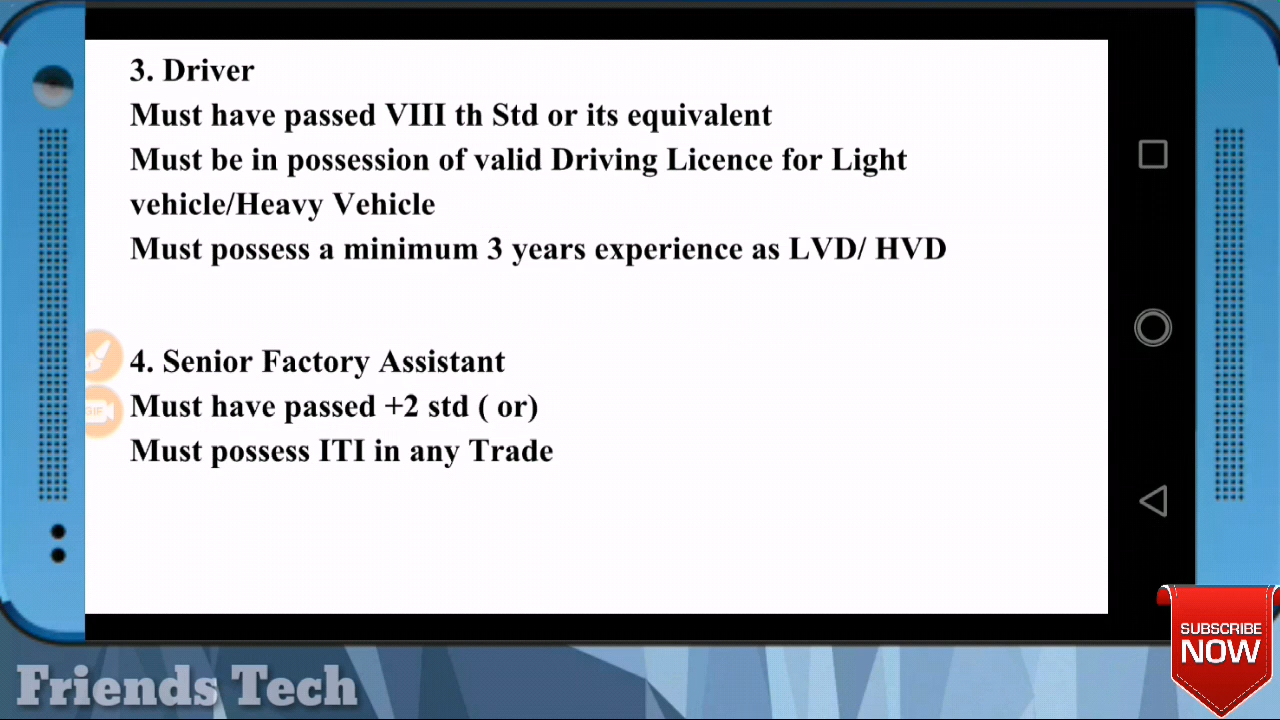 3. Driver
Must have passed VIII th Std or its equivalent
Must be in possession of valid Driving Licence for Light
vehicle/Heavy Vehicle
Must possess a minimum 3 years experience as LVD/ HVD
4. Senior Factory Assistant
Must have passed +2 std ( or)
Must possess ITI in any Trade
GIF
SUBSCRIBE
NOW
Friends Tech